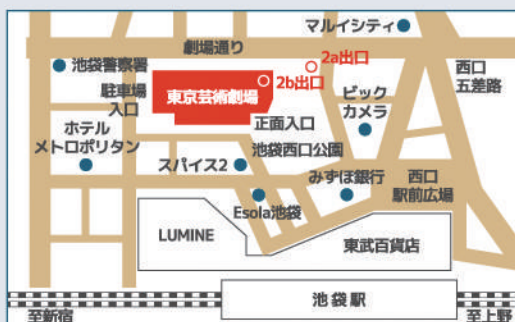 マルイシティ
劇場通り
2a出口
池袋警察署
2b出口
西口
五差路
駐車場
入口
東京芸術劇場
ビック
カメラ
正面入口
ホテル
メトロポリタン
池袋西口公園
スパイス2
みずほ銀行
西口
駅前広場
Esola池袋
LUMINE
東武百貨店
池袋駅
至新宿
至上野